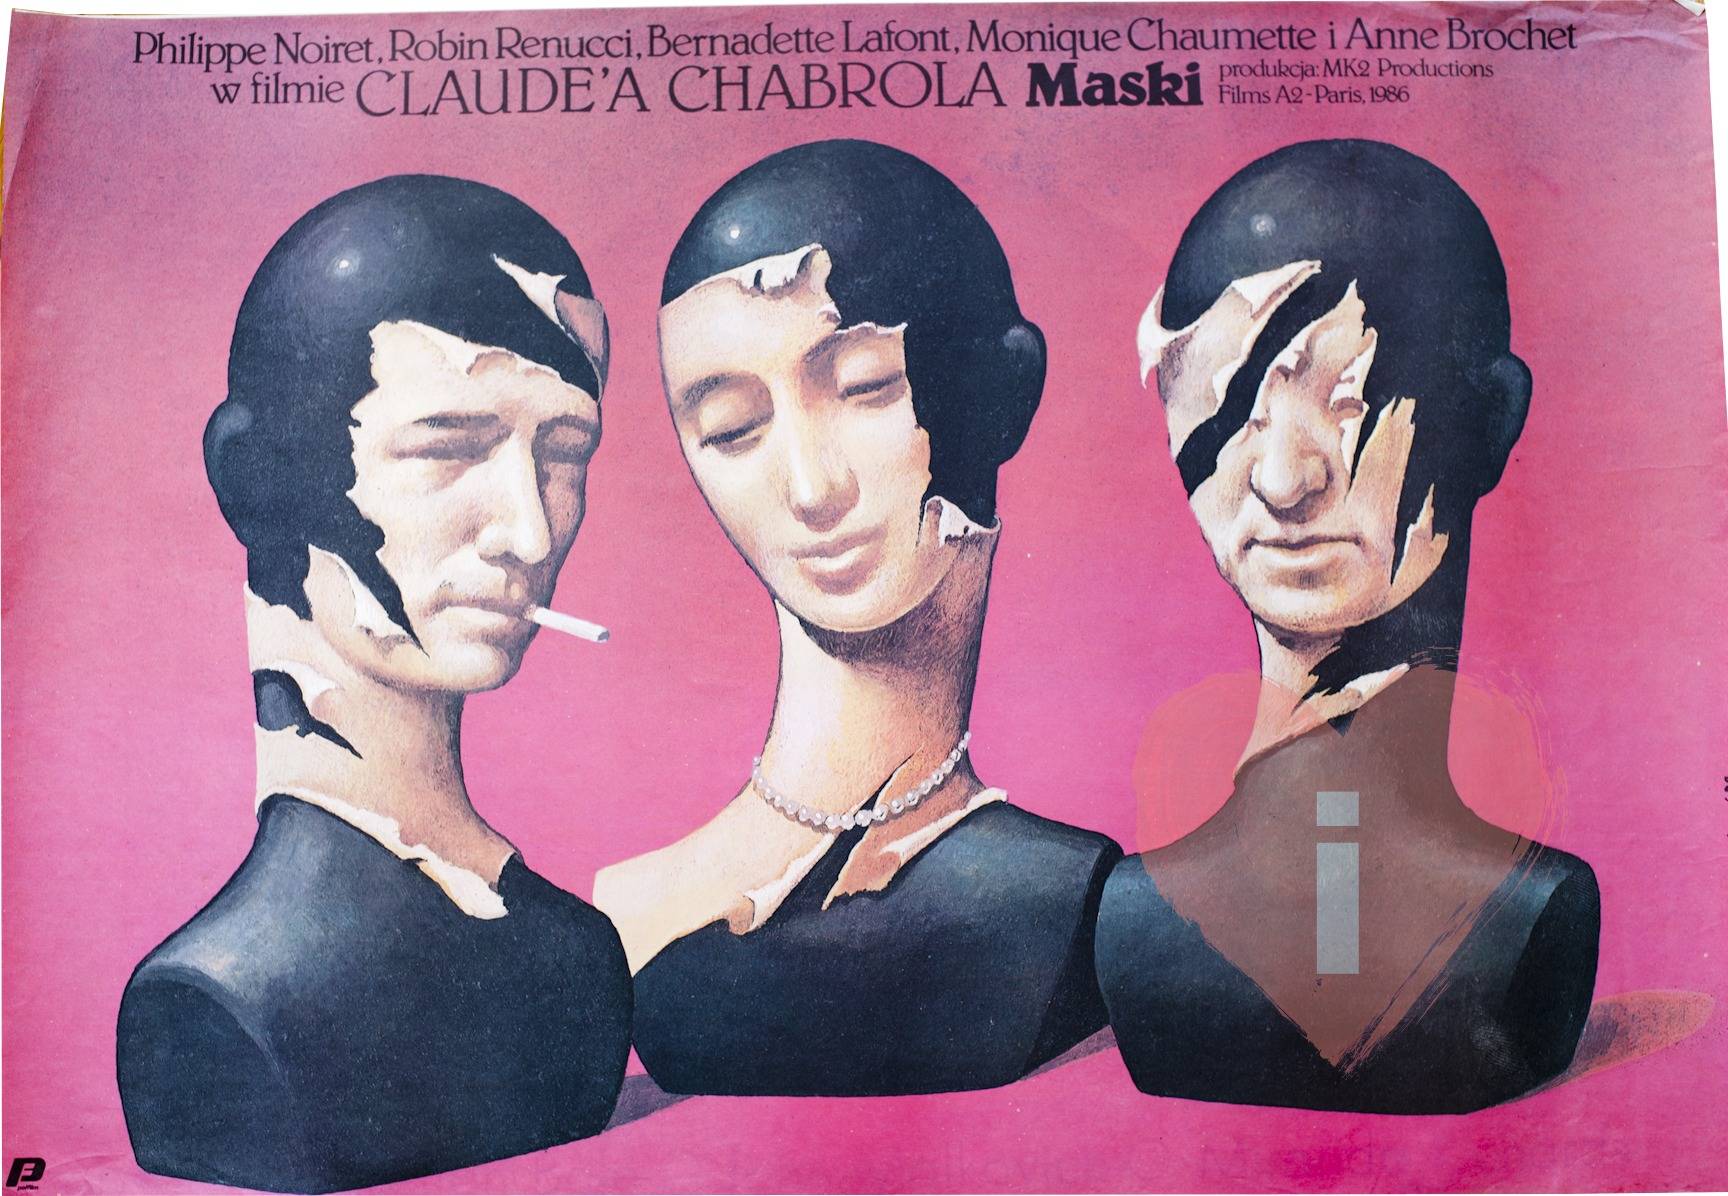 Philippe Noiret, Robin Renucci, Bernadette Lafont, Monique Chaumette i Anne Brochet
w filmie CLAUDE'A CHABROLA Maski
produkcja: MK2 Productions
Films A2-Paris, 1986
i
polfilm